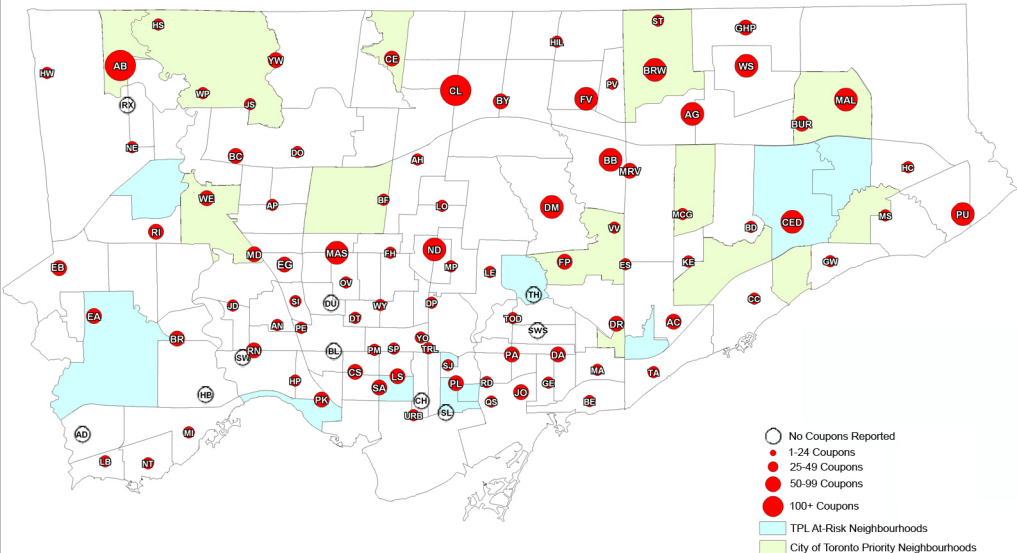 HS
ST
GHP
HIL
YW
CE
AB
HW
BRW
WS
PV
WP
CL
BY
FV
MAL
RX
JS
AG
BUR
NE
BC
DO
AH
BB
MRV
HC
WE
AP
BF
LO
DM
MCG
CED
MS
PU
RI
VV
BD
MD
EG
MAS
FH
ND
MP
LE
FP
ES
KE
GW
EB
OV
TH
CC
EA
JD
SI
DU
WY
DP
DT
TOD
AN
PE
SWS
DR
AC
BR
SW
RN
BL
PM
SP
YO
TRL
PA
DA
SJ
CS
LS
MA
TA
HP
SA
PL
RD
GE
HB
PK
CH
QS
JO
BE
URB
SL
AD
MI
LB
NT
No Coupons Reported
1-24 Coupons
25-49 Coupons
50-99 Coupons
100+ Coupons
TPL At-Risk Neighbourhoods
City of Toronto Priority Neighbourhoods